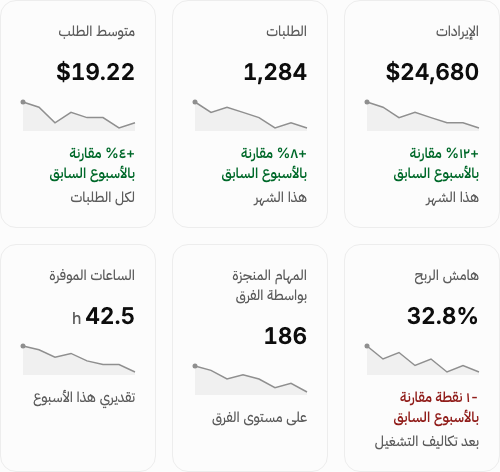 الإيرادات
$24,680
+١٢% مقارنة
بالأسبوع السابق
هذا الشهر
الطلبات
1,284
+٨% مقارنة
بالأسبوع السابق
هذا الشهر
متوسط الطلب
$19.22
+٤% مقارنة
بالأسبوع السابق
لكل الطلبات
هامش الربح
32.8%
-١ نقطة مقارنة
بالأسبوع السابق
بعد تكاليف التشغيل
المهام المنجزة
بواسطة الفرق
186
على مستوى الفرق
الساعات الموفرة
42.5 h
تقديري هذا الأسبوع